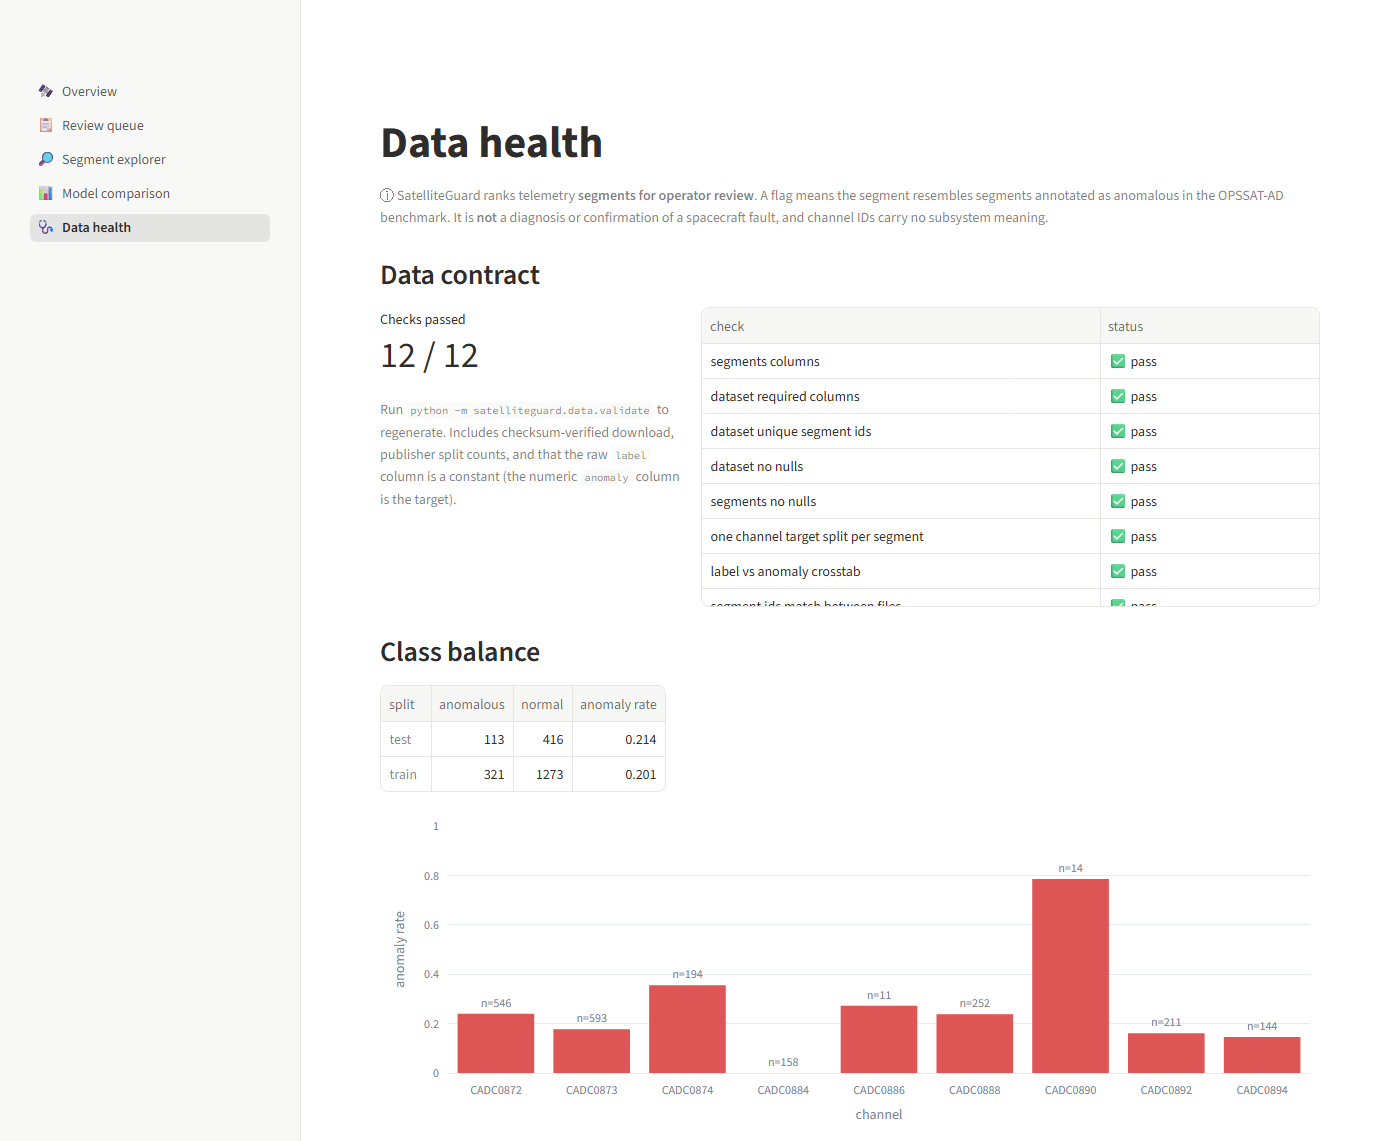 Overview
Review queue
Segment explorer
Model comparison
Data health
Data health
ⓘ SatelliteGuard ranks telemetry segments for operator review. A flag means the segment resembles segments annotated as anomalous in the OPSSAT-AD
benchmark. It is not a diagnosis or confirmation of a spacecraft fault, and channel IDs carry no subsystem meaning.
Data contract
Checks passed
12 / 12
Run python -m satelliteguard.data.validate to
regenerate. Includes checksum-verified download,
publisher split counts, and that the raw label
column is a constant (the numeric anomaly column
is the target).
check status
segments columns ✅ pass
dataset required columns ✅ pass
dataset unique segment ids ✅ pass
dataset no nulls ✅ pass
segments no nulls ✅ pass
one channel target split per segment ✅ pass
label vs anomaly crosstab ✅ pass
segment ids match between files ✅ pass
Class balance
split anomalous normal anomaly rate
test 113 416 0.214
train 321 1273 0.201
1
0.8
0.6
0.4
0.2
0
anomaly rate
n=546
n=593
n=194
n=158
n=11
n=252
n=14
n=211
n=144
CADC0872 CADC0873 CADC0874 CADC0884 CADC0886 CADC0888 CADC0890 CADC0892 CADC0894
channel